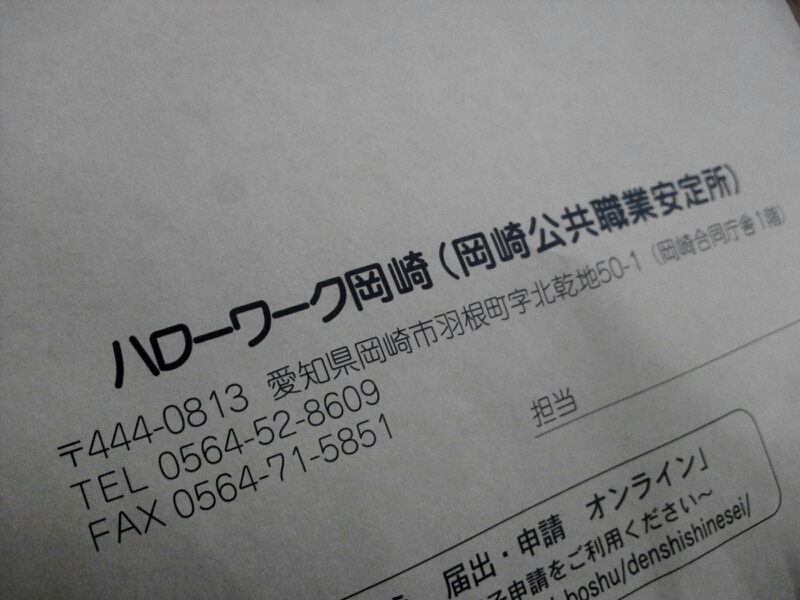 ハローワーク岡崎（岡崎公共職業安定所）
〒444-0813 愛知県岡崎市羽根町字北乾地50-1（岡崎合同庁舎1階）
TEL 0564-52-8609
FAX 0564-71-5851
担当
届出・申請 オンライン」
申請をご利用ください～
boshu/denshishinesei/